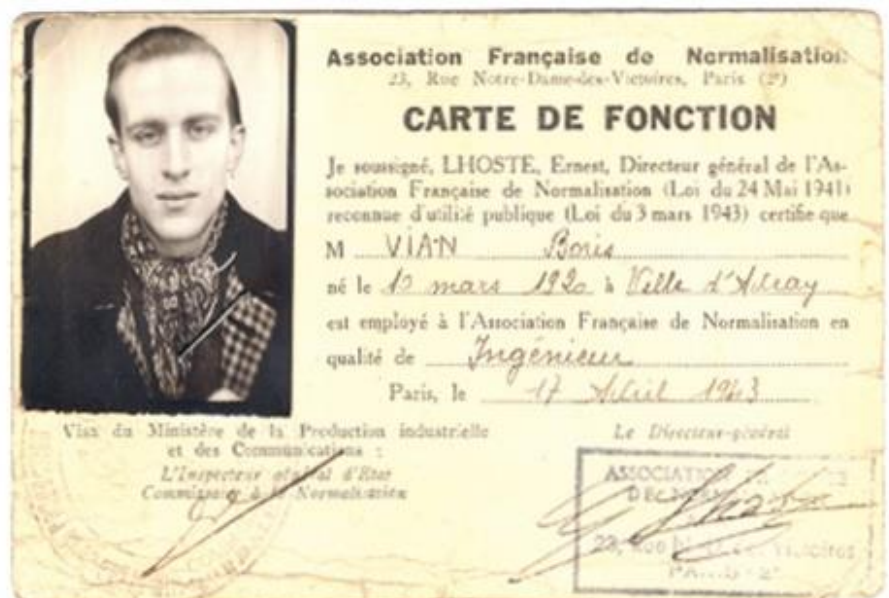 Association Française de Normalisation
23, Rue Notre-Dame-des-Victoires, Paris (2e)
CARTE DE FONCTION
Je soussigné, LHOSTE, Ernest, Directeur général de l'As-
sociation Française de Normalisation (Loi du 24 Mai 1941)
reconnue d'utilité publique (Loi du 3 mars 1943) certifie que
M VIAN Boris
né le 10 mars 1920 à Ville d'Avray
est employé à l'Association Française de Normalisation en
qualité de Ingénieur
Paris, le 17 Avril 1943
Visa du Ministère de la Production industrielle
et des Communications :
L'Inspecteur général d'Etat
Commissaire à la Normalisation
Le Directeur-général
ASSOCIATION
23, Rue Victoires
PARIS - 2e